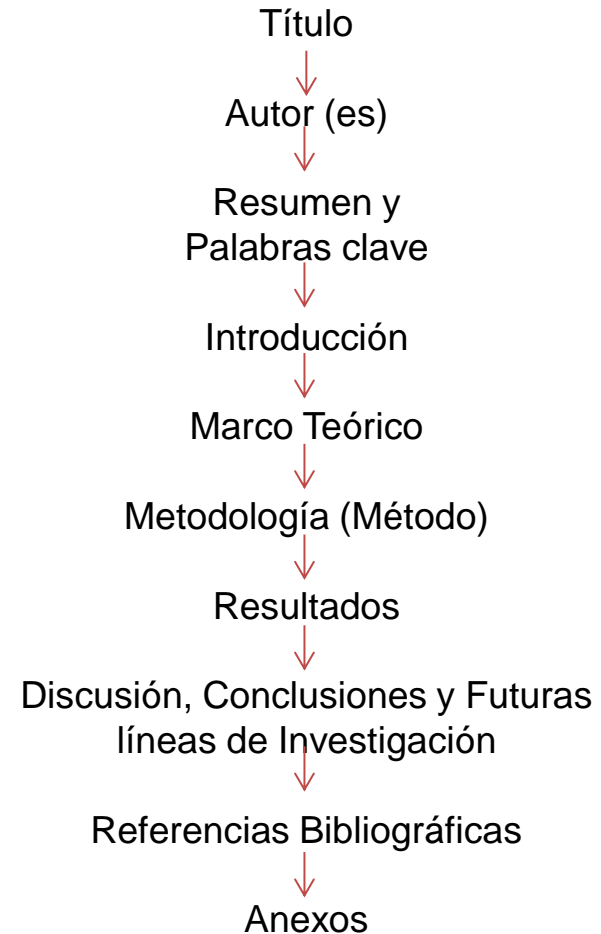 Título
Autor (es)
Resumen y
Palabras clave
Introducción
Marco Teórico
Metodología (Método)
Resultados
Discusión, Conclusiones y Futuras
líneas de Investigación
Referencias Bibliográficas
Anexos